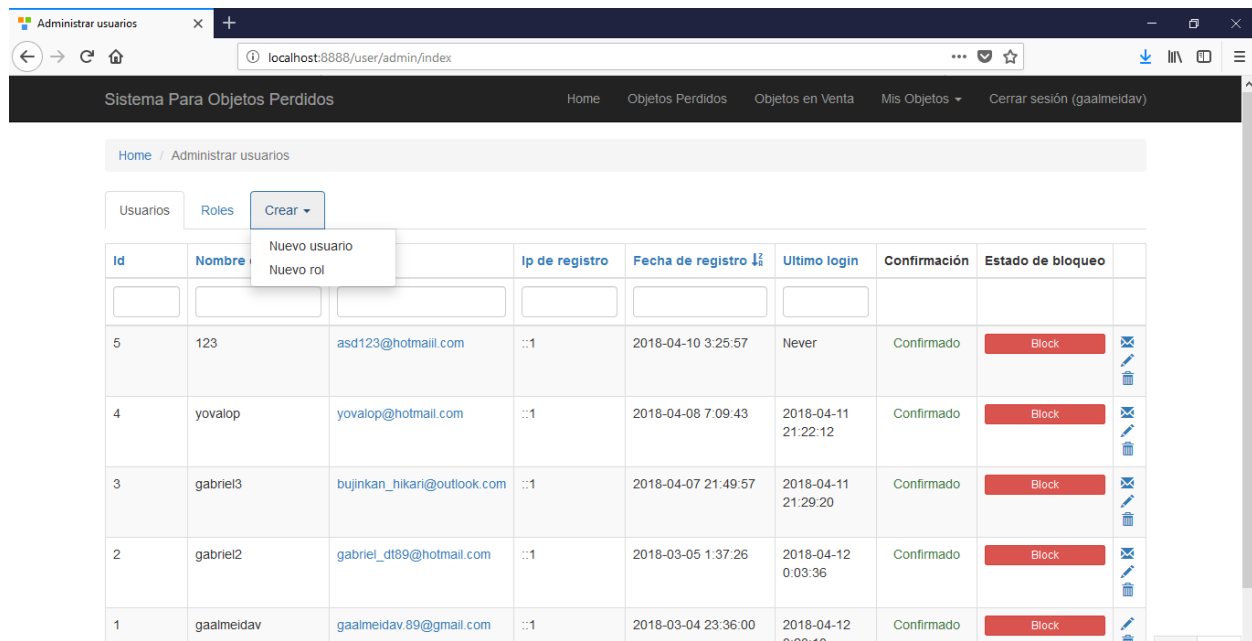 Administrar usuarios
localhost:8888/user/admin/index
Sistema Para Objetos Perdidos Home Objetos Perdidos Objetos en Venta Mis Objetos Cerrar sesión (gaalmeidav)
Home / Administrar usuarios
Usuarios Roles Crear
Nuevo usuario
Nuevo rol
Id Nombre Ip de registro Fecha de registro Ultimo login Confirmación Estado de bloqueo
5 123 asd123@hotmaiil.com ::1 2018-04-10 3:25:57 Never Confirmado Block
4 yovalop yovalop@hotmail.com ::1 2018-04-08 7:09:43 2018-04-11 Confirmado Block
21:22:12
3 gabriel3 bujinkan_hikari@outlook.com ::1 2018-04-07 21:49:57 2018-04-11 Confirmado Block
21:29:20
2 gabriel2 gabriel_dt89@hotmail.com ::1 2018-03-05 1:37:26 2018-04-12 Confirmado Block
0:03:36
1 gaalmeidav gaalmeidav.89@gmail.com ::1 2018-03-04 23:36:00 2018-04-12 Confirmado Block